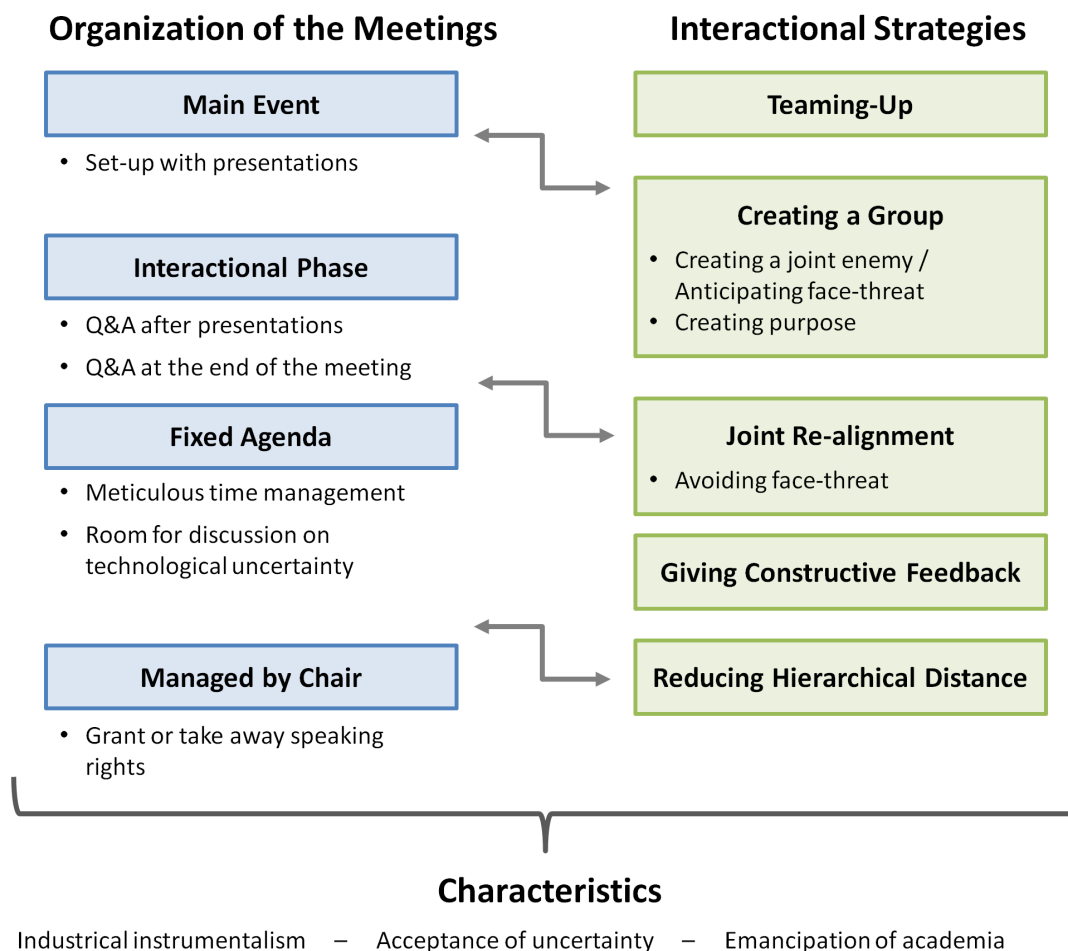 Organization of the Meetings
Main Event
• Set-up with presentations
Interactional Phase
• Q&A after presentations
• Q&A at the end of the meeting
Fixed Agenda
• Meticulous time management
• Room for discussion on
technological uncertainty
Managed by Chair
• Grant or take away speaking
rights
Interactional Strategies
Teaming-Up
Creating a Group
• Creating a joint enemy /
Anticipating face-threat
• Creating purpose
Joint Re-alignment
• Avoiding face-threat
Giving Constructive Feedback
Reducing Hierarchical Distance
Characteristics
Industrical instrumentalism – Acceptance of uncertainty – Emancipation of academia